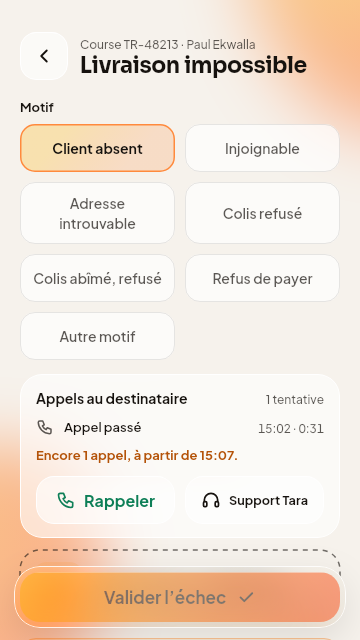 Course TR-48213 · Paul Ekwalla
Livraison impossible
Motif
Client absent
Injoignable
Adresse
introuvable
Colis refusé
Colis abîmé, refusé
Refus de payer
Autre motif
Appels au destinataire
1 tentative
Appel passé
15:02 · 0:31
Encore 1 appel, à partir de 15:07.
Rappeler
Support Tara
Valider l’échec